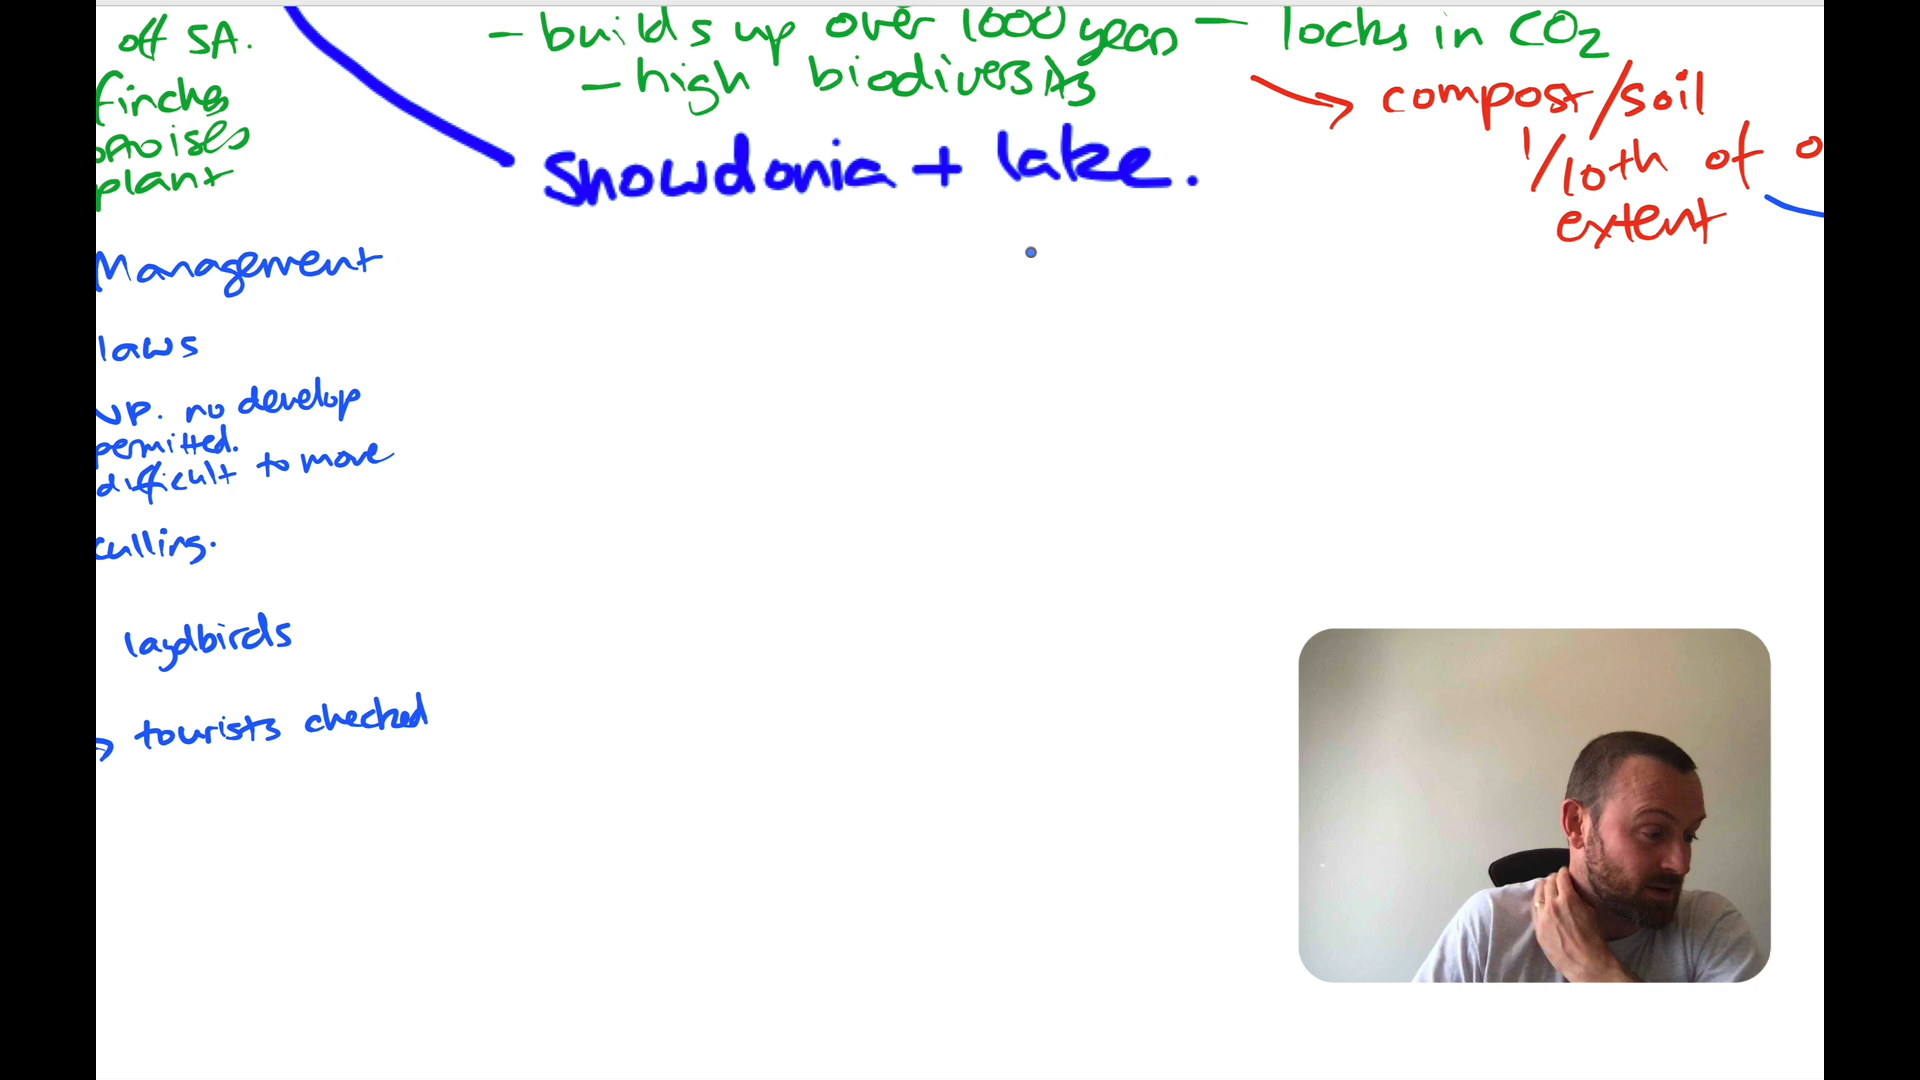 off SA.
finches
plant
- builds up over 1000 years - locks in CO2
- high biodiversity
→ compost/soil
1/10th of o
extent
Snowdonia + lake.
Management
laws
NP. no develop
permitted.
difficult to move
culling.
laydbirds
→ tourists checked